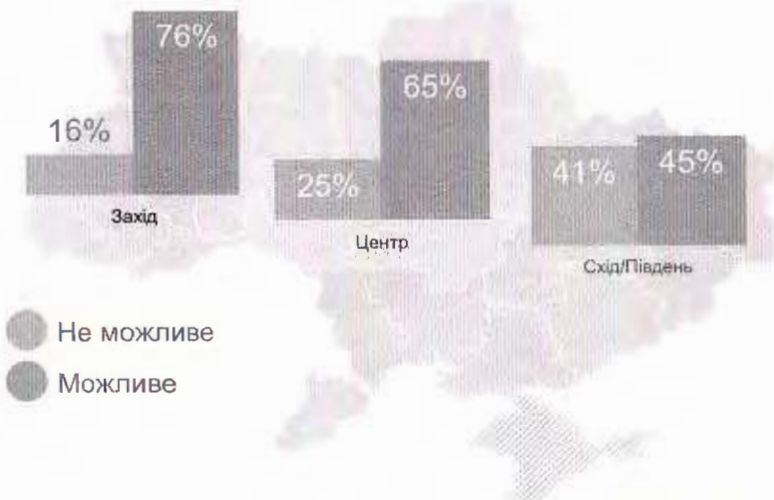 76%
65%
16%
25%
41%
45%
Захід
Центр
Схід/Південь
Не можливе
Можливе